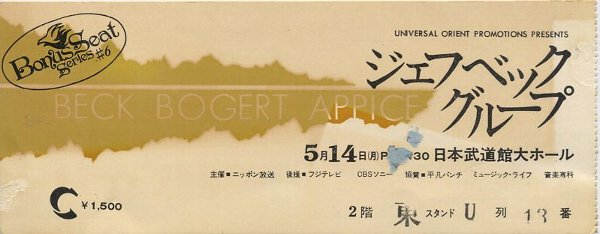 Bonus Seat
Series #6
UNIVERSAL ORIENT PROMOTIONS PRESENTS
ジェフベック
グループ
BECK BOGERT APPICE
5月14日(月)P 30 日本武道館大ホール
主催■ニッポン放送 後援■フジテレビ CBSソニー 協賛■平凡パンチ ミュージック・ライフ 音楽専科
¥1,500
2階 東 スタンド U 列 13 番